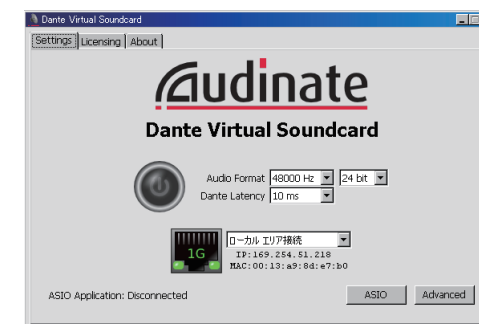 Dante Virtual Soundcard
Settings Licensing About
Audinate
Dante Virtual Soundcard
Audio Format 48000 Hz 24 bit
Dante Latency 10 ms
1G
ローカル エリア接続
IP:169.254.51.218
MAC:00:13:a9:8d:e7:b0
ASIO Application: Disconnected ASIO Advanced